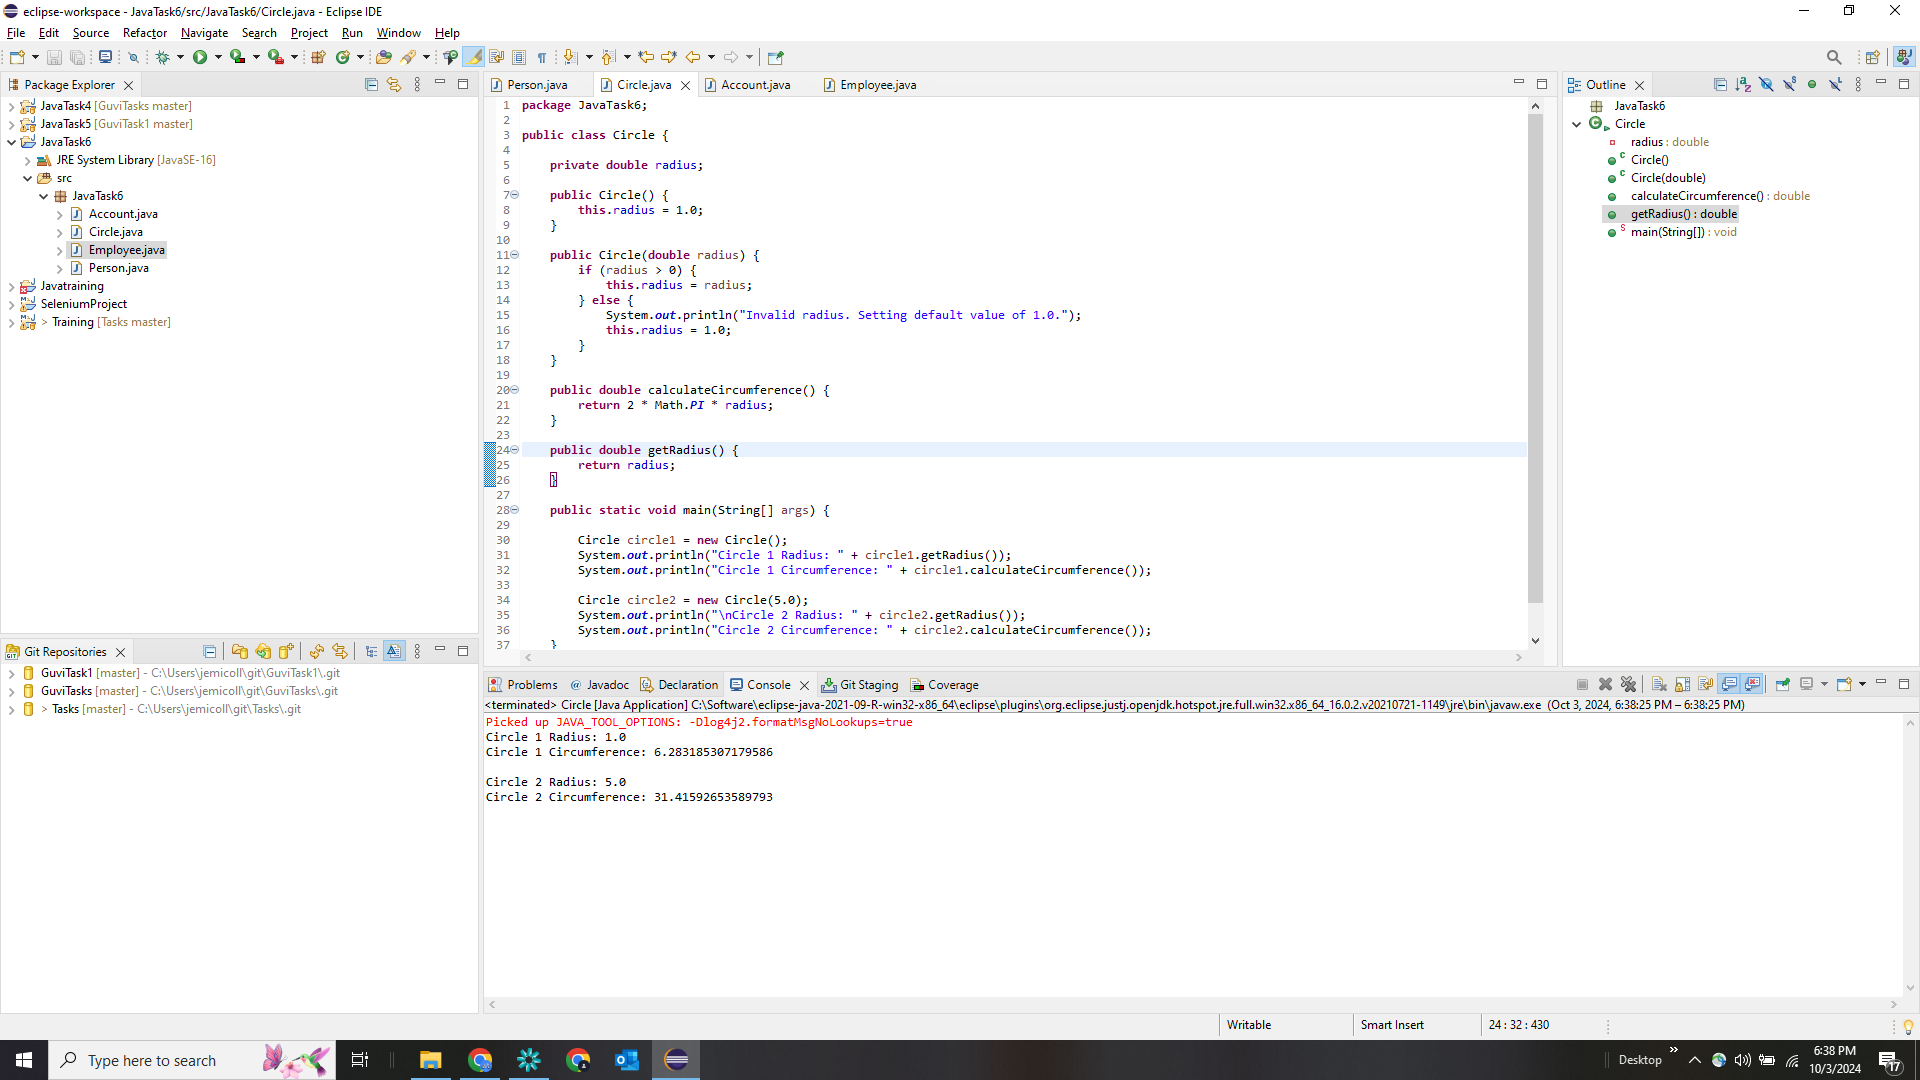 eclipse-workspace - JavaTask6/src/JavaTask6/Circle.java - Eclipse IDE
File Edit Source Refactor Navigate Search Project Run Window Help
Package Explorer
JavaTask4 [GuviTasks master]
JavaTask5 [GuviTask1 master]
JavaTask6
JRE System Library [JavaSE-16]
src
JavaTask6
Account.java
Circle.java
Employee.java
Person.java
Javatraining
SeleniumProject
> Training [Tasks master]
Git Repositories
GuviTask1 [master] - C:\Users\jemicoll\git\GuviTask1\.git
GuviTasks [master] - C:\Users\jemicoll\git\GuviTasks\.git
> Tasks [master] - C:\Users\jemicoll\git\Tasks\.git
Person.java Circle.java Account.java Employee.java
1 package JavaTask6;
2
3 public class Circle {
4
5 private double radius;
6
7 public Circle() {
8 this.radius = 1.0;
9 }
10
11 public Circle(double radius) {
12 if (radius > 0) {
13 this.radius = radius;
14 } else {
15 System.out.println("Invalid radius. Setting default value of 1.0.");
16 this.radius = 1.0;
17 }
18 }
19
20 public double calculateCircumference() {
21 return 2 * Math.PI * radius;
22 }
23
24 public double getRadius() {
25 return radius;
26 }
27
28 public static void main(String[] args) {
29
30 Circle circle1 = new Circle();
31 System.out.println("Circle 1 Radius: " + circle1.getRadius());
32 System.out.println("Circle 1 Circumference: " + circle1.calculateCircumference());
33
34 Circle circle2 = new Circle(5.0);
35 System.out.println("\nCircle 2 Radius: " + circle2.getRadius());
36 System.out.println("Circle 2 Circumference: " + circle2.calculateCircumference());
37 }
Outline
JavaTask6
Circle
radius : double
Circle()
Circle(double)
calculateCircumference() : double
getRadius() : double
main(String[]) : void
Problems Javadoc Declaration Console Git Staging Coverage
<terminated> Circle [Java Application] C:\Software\eclipse-java-2021-09-R-win32-x86_64\eclipse\plugins\org.eclipse.justj.openjdk.hotspot.jre.full.win32.x86_64_16.0.2.v20210721-1149\jre\bin\javaw.exe (Oct 3, 2024, 6:38:25 PM – 6:38:25 PM)
Picked up JAVA_TOOL_OPTIONS: -Dlog4j2.formatMsgNoLookups=true
Circle 1 Radius: 1.0
Circle 1 Circumference: 6.283185307179586
Circle 2 Radius: 5.0
Circle 2 Circumference: 31.41592653589793
Writable Smart Insert 24 : 32 : 430
Type here to search
Desktop
6:38 PM
10/3/2024
17